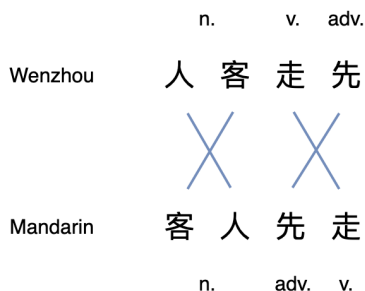 n. v. adv.
Wenzhou 人 客 走 先
Mandarin 客 人 先 走
n. adv. v.